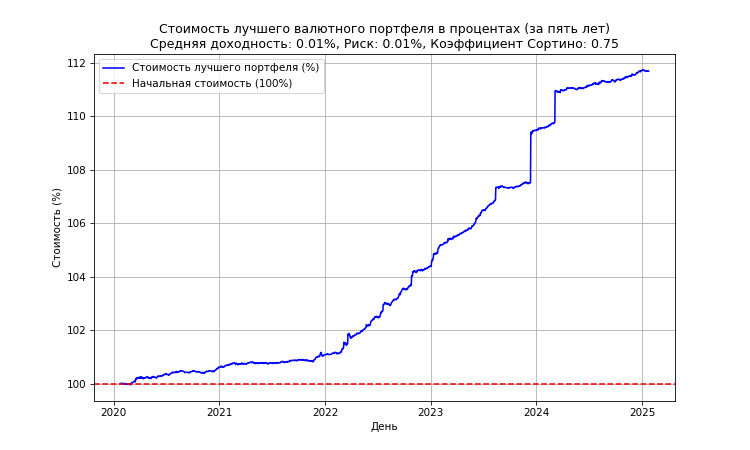 Стоимость лучшего валютного портфеля в процентах (за пять лет)
Средняя доходность: 0.01%, Риск: 0.01%, Коэффициент Сортино: 0.75
Стоимость лучшего портфеля (%)
Начальная стоимость (100%)
Стоимость (%)
112
110
108
106
104
102
100
2020 2021 2022 2023 2024 2025
День